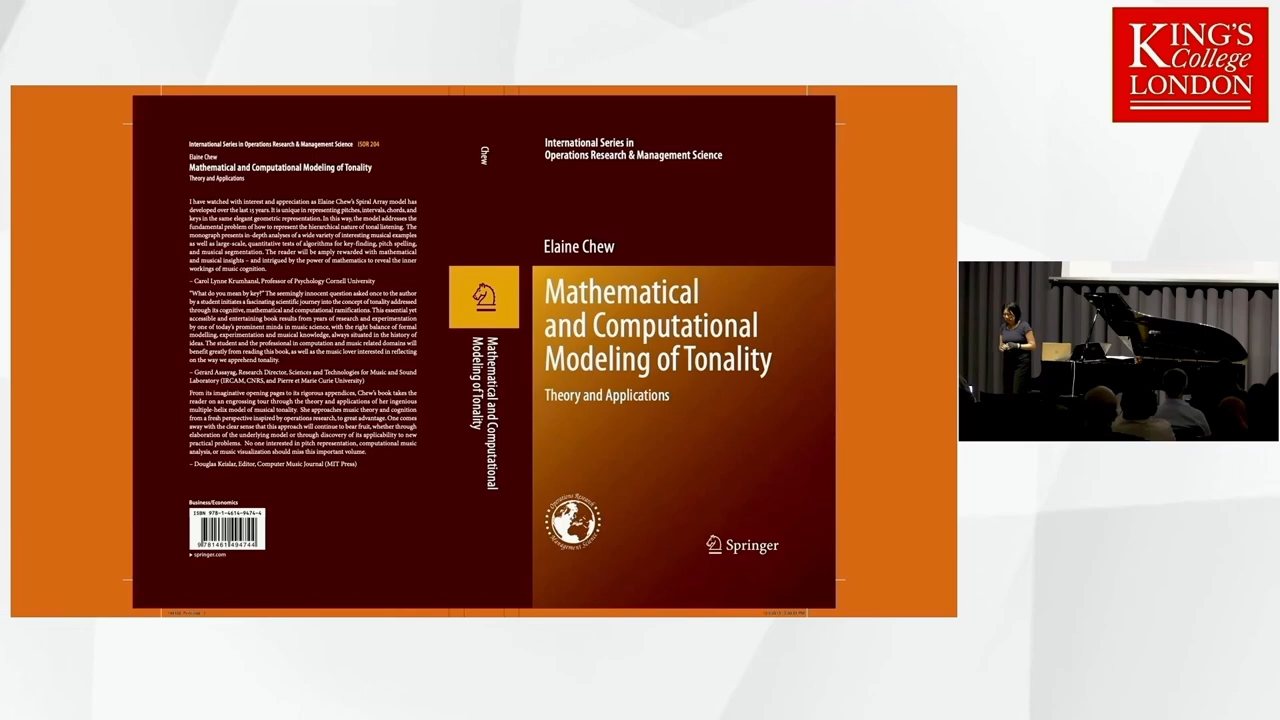 KING'S
College
LONDON
International Series in Operations Research & Management Science ISOR 204
Elaine Chew
Mathematical and Computational Modeling of Tonality
Theory and Applications
I have watched with interest and appreciation as Elaine Chew's Spiral Array model has
developed over the last 15 years. It is unique in representing pitches, intervals, chords, and
keys in the same elegant geometric representation. In this way, the model addresses the
fundamental problem of how to represent the hierarchical nature of tonal listening. The
monograph presents in-depth analyses of a wide variety of interesting musical examples
as well as large-scale, quantitative tests of algorithms for key-finding, pitch spelling,
and musical segmentation. The reader will be amply rewarded with mathematical
and musical insights – and intrigued by the power of mathematics to reveal the inner
workings of music cognition.
– Carol Lynne Krumhansl, Professor of Psychology Cornell University
"What do you mean by key?" The seemingly innocent question asked once to the author
by a student initiates a fascinating scientific journey into the concept of tonality addressed
through its cognitive, mathematical and computational ramifications. This essential yet
accessible and entertaining book results from years of research and experimentation
by one of today's prominent minds in music science, with the right balance of formal
modelling, experimentation and musical knowledge, always situated in the history of
ideas. The student and the professional in computation and music related domains will
benefit greatly from reading this book, as well as the music lover interested in reflecting
on the way we apprehend tonality.
– Gerard Assayag, Research Director, Sciences and Technologies for Music and Sound
Laboratory (IRCAM, CNRS, and Pierre et Marie Curie University)
From its imaginative opening pages to its rigorous appendices, Chew's book takes the
reader on an engrossing tour through the theory and applications of her ingenious
multiple-helix model of musical tonality. She approaches music theory and cognition
from a fresh perspective inspired by operations research, to great advantage. One comes
away with the clear sense that this approach will continue to bear fruit, whether through
elaboration of the underlying model or through discovery of its applicability to new
practical problems. No one interested in pitch representation, computational music
analysis, or music visualization should miss this important volume.
– Douglas Keislar, Editor, Computer Music Journal (MIT Press)
Business/Economics
ISBN 978-1-4614-9474-4
9 781461 494744
▸ springer.com
Chew
Mathematical and Computational
Modeling of Tonality
International Series in
Operations Research & Management Science
Elaine Chew
Mathematical
and Computational
Modeling of Tonality
Theory and Applications
Operations Research
Management Science
Springer